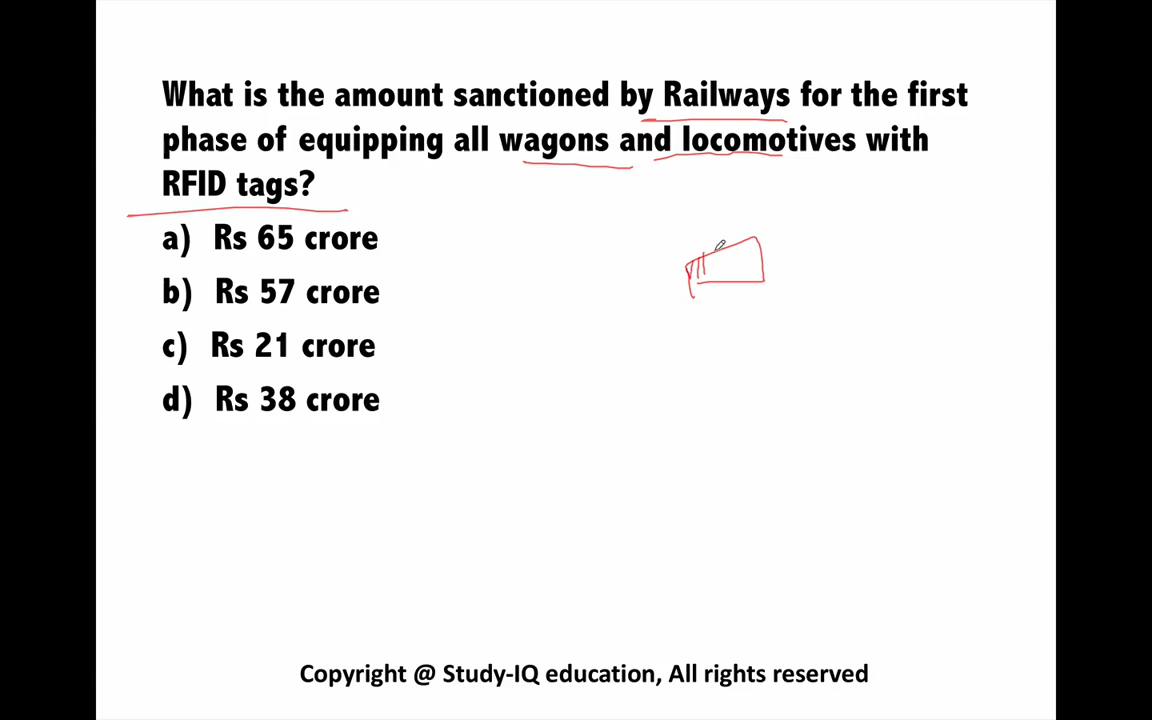 What is the amount sanctioned by Railways for the first
phase of equipping all wagons and locomotives with
RFID tags?
a) Rs 65 crore
b) Rs 57 crore
c) Rs 21 crore
d) Rs 38 crore
Copyright @ Study-IQ education, All rights reserved